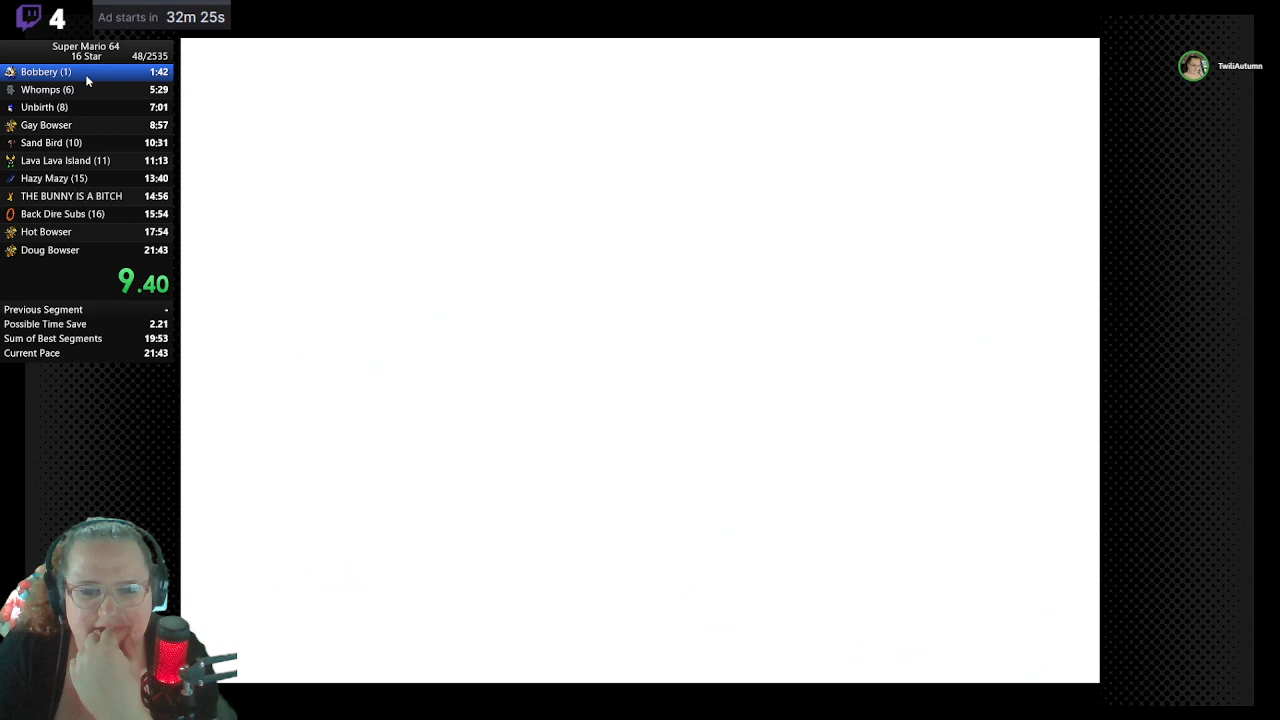 4
Ad starts in 32m 25s
Super Mario 64
16 Star 48/2535
Bobbery (1) 1:42
Whomps (6) 5:29
Unbirth (8) 7:01
Gay Bowser 8:57
Sand Bird (10) 10:31
Lava Lava Island (11) 11:13
Hazy Mazy (15) 13:40
THE BUNNY IS A BITCH 14:56
Back Dire Subs (16) 15:54
Hot Bowser 17:54
Doug Bowser 21:43
9.40
Previous Segment -
Possible Time Save 2.21
Sum of Best Segments 19:53
Current Pace 21:43
TwiliAutumn